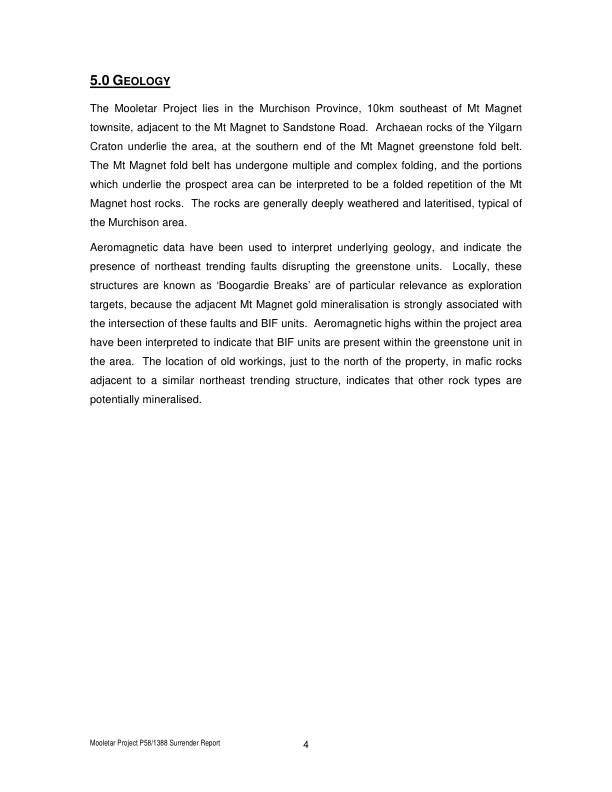 5.0 GEOLOGY
The Mooletar Project lies in the Murchison Province, 10km southeast of Mt Magnet
townsite, adjacent to the Mt Magnet to Sandstone Road.  Archaean rocks of the Yilgarn
Craton underlie the area, at the southern end of the Mt Magnet greenstone fold belt.
The Mt Magnet fold belt has undergone multiple and complex folding, and the portions
which underlie the prospect area can be interpreted to be a folded repetition of the Mt
Magnet host rocks.  The rocks are generally deeply weathered and lateritised, typical of
the Murchison area.
Aeromagnetic data have been used to interpret underlying geology, and indicate the
presence of northeast trending faults disrupting the greenstone units.  Locally, these
structures are known as ‘Boogardie Breaks’ are of particular relevance as exploration
targets, because the adjacent Mt Magnet gold mineralisation is strongly associated with
the intersection of these faults and BIF units.  Aeromagnetic highs within the project area
have been interpreted to indicate that BIF units are present within the greenstone unit in
the area.  The location of old workings, just to the north of the property, in mafic rocks
adjacent to a similar northeast trending structure, indicates that other rock types are
potentially mineralised.
Mooletar Project P58/1388 Surrender Report
4